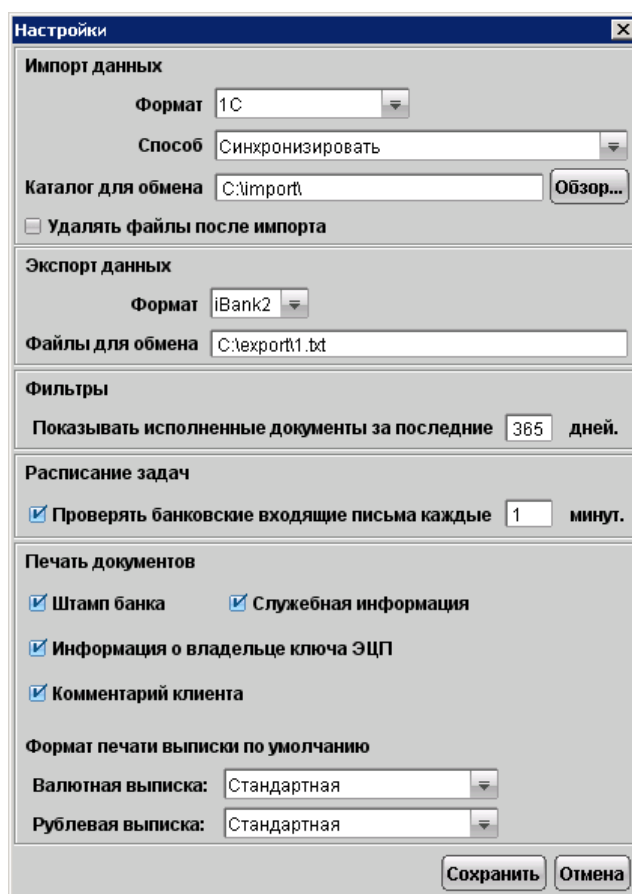 Настройки
Импорт данных
Формат 1С
Способ Синхронизировать
Каталог для обмена C:\import\ Обзор...
Удалять файлы после импорта
Экспорт данных
Формат iBank2
Файлы для обмена C:\export\1.txt
Фильтры
Показывать исполненные документы за последние 365 дней.
Расписание задач
Проверять банковские входящие письма каждые 1 минут.
Печать документов
Штамп банка Служебная информация
Информация о владельце ключа ЭЦП
Комментарий клиента
Формат печати выписки по умолчанию
Валютная выписка: Стандартная
Рублевая выписка: Стандартная
Сохранить Отмена